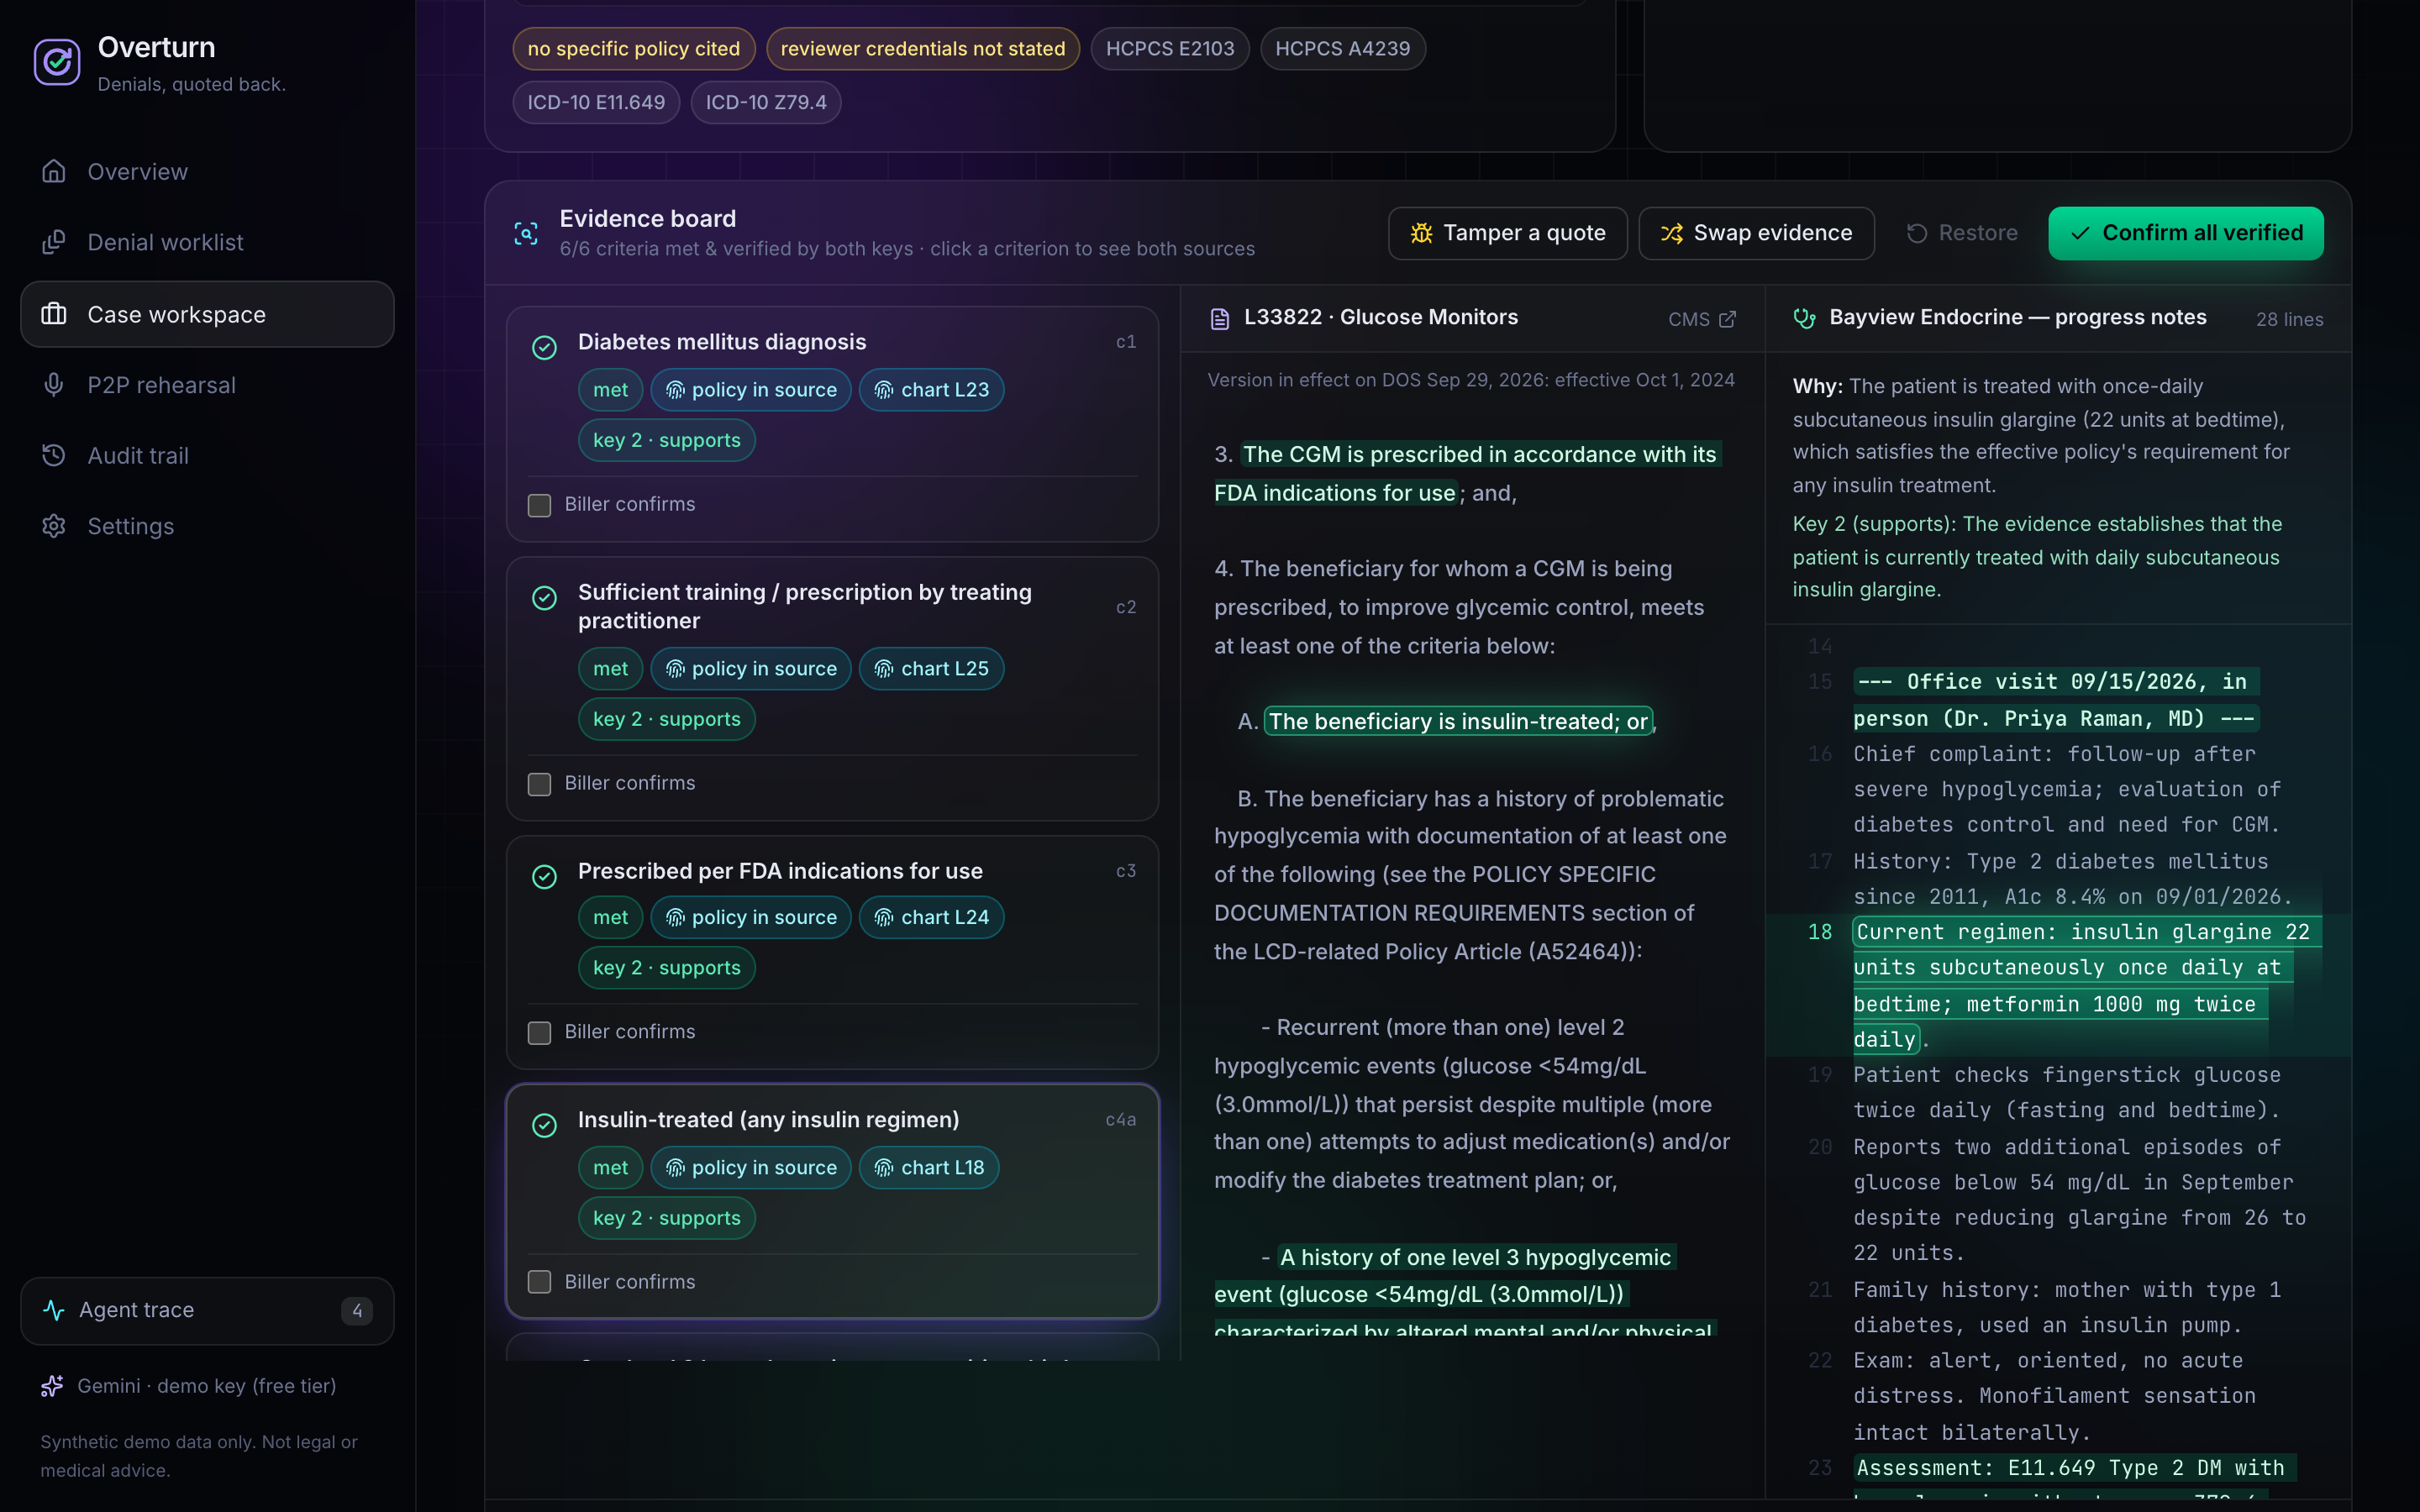 Overturn
Denials, quoted back.
Overview
Denial worklist
Case workspace
P2P rehearsal
Audit trail
Settings
Agent trace
4
Gemini · demo key (free tier)
Synthetic demo data only. Not legal or
medical advice.
no specific policy cited
reviewer credentials not stated
HCPCS E2103
HCPCS A4239
ICD-10 E11.649
ICD-10 Z79.4
Evidence board
6/6 criteria met & verified by both keys · click a criterion to see both sources
Tamper a quote
Swap evidence
Restore
Confirm all verified
Diabetes mellitus diagnosis
c1
met
policy in source
chart L23
key 2 · supports
Biller confirms
Sufficient training / prescription by treating
practitioner
c2
met
policy in source
chart L25
key 2 · supports
Biller confirms
Prescribed per FDA indications for use
c3
met
policy in source
chart L24
key 2 · supports
Biller confirms
Insulin-treated (any insulin regimen)
c4a
met
policy in source
chart L18
key 2 · supports
Biller confirms
L33822 · Glucose Monitors
CMS
Version in effect on DOS Sep 29, 2026: effective Oct 1, 2024
3. The CGM is prescribed in accordance with its
FDA indications for use; and,
4. The beneficiary for whom a CGM is being
prescribed, to improve glycemic control, meets
at least one of the criteria below:
A. The beneficiary is insulin-treated; or,
B. The beneficiary has a history of problematic
hypoglycemia with documentation of at least one
of the following (see the POLICY SPECIFIC
DOCUMENTATION REQUIREMENTS section of
the LCD-related Policy Article (A52464)):
- Recurrent (more than one) level 2
hypoglycemic events (glucose <54mg/dL
(3.0mmol/L)) that persist despite multiple (more
than one) attempts to adjust medication(s) and/or
modify the diabetes treatment plan; or,
- A history of one level 3 hypoglycemic
event (glucose <54mg/dL (3.0mmol/L))
characterized by altered mental and/or physical
Bayview Endocrine — progress notes
28 lines
Why: The patient is treated with once-daily
subcutaneous insulin glargine (22 units at bedtime),
which satisfies the effective policy's requirement for
any insulin treatment.
Key 2 (supports): The evidence establishes that the
patient is currently treated with daily subcutaneous
insulin glargine.
14
15 --- Office visit 09/15/2026, in
person (Dr. Priya Raman, MD) ---
16 Chief complaint: follow-up after
severe hypoglycemia; evaluation of
diabetes control and need for CGM.
17 History: Type 2 diabetes mellitus
since 2011, A1c 8.4% on 09/01/2026.
18 Current regimen: insulin glargine 22
units subcutaneously once daily at
bedtime; metformin 1000 mg twice
daily.
19 Patient checks fingerstick glucose
twice daily (fasting and bedtime).
20 Reports two additional episodes of
glucose below 54 mg/dL in September
despite reducing glargine from 26 to
22 units.
21 Family history: mother with type 1
diabetes, used an insulin pump.
22 Exam: alert, oriented, no acute
distress. Monofilament sensation
intact bilaterally.
23 Assessment: E11.649 Type 2 DM with